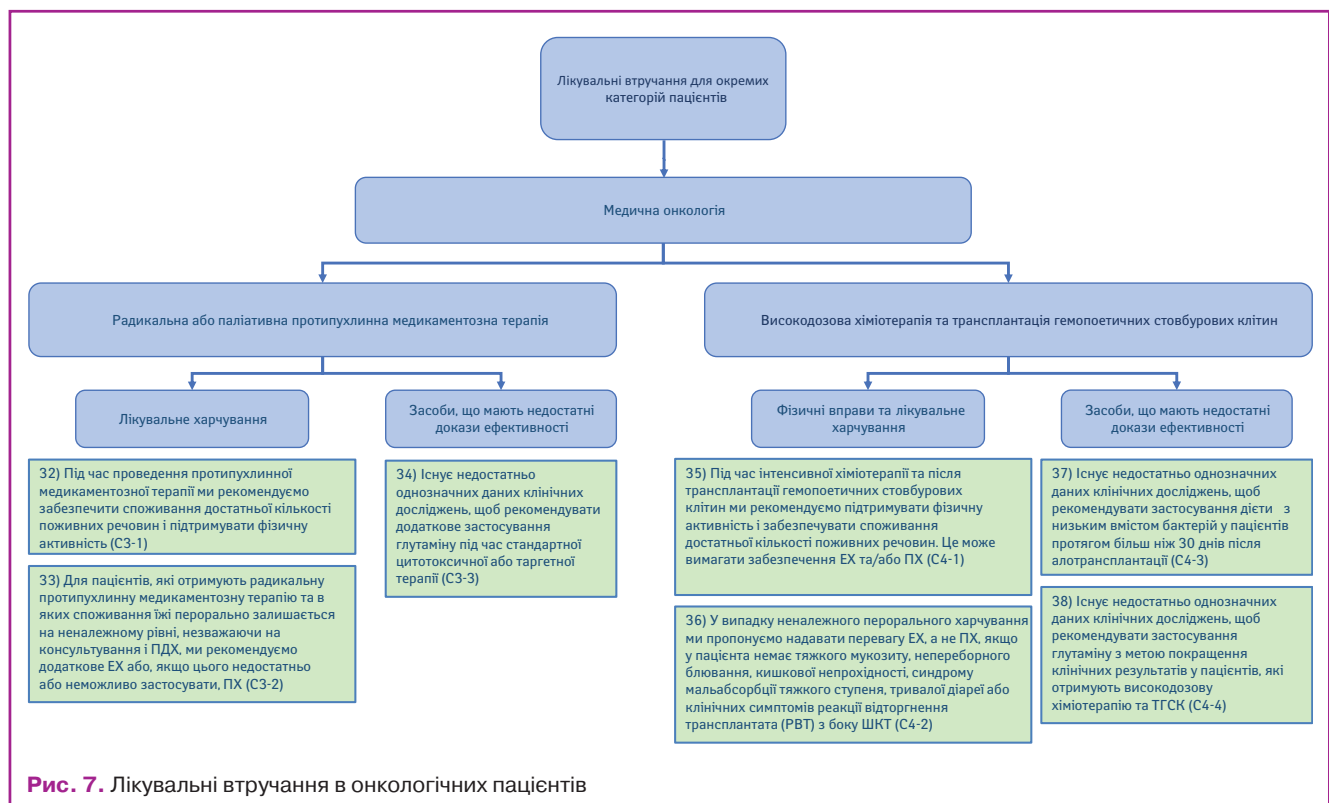 Лікувальні втручання для окремих
категорій пацієнтів
Медична онкологія
Радикальна або паліативна протипухлинна медикаментозна терапія
Високодозова хіміотерапія та трансплантація гемопоетичних стовбурових клітин
Лікувальне харчування
Засоби, що мають недостатні
докази ефективності
Фізичні вправи та лікувальне
харчування
Засоби, що мають недостатні
докази ефективності
32) Під час проведення протипухлинної
медикаментозної терапії ми рекомендуємо
забезпечити споживання достатньої кількості
поживних речовин і підтримувати фізичну
активність (C3-1)
33) Для пацієнтів, які отримують радикальну
протипухлинну медикаментозну терапію та в
яких споживання їжі перорально залишається
на неналежному рівні, незважаючи на
консультування і ПДХ, ми рекомендуємо
додаткове ЕХ або, якщо цього недостатньо
або неможливо застосувати, ПХ (C3-2)
34) Існує недостатньо
однозначних даних клінічних
досліджень, щоб рекомендувати
додаткове застосування
глутаміну під час стандартної
цитотоксичної або таргетної
терапії (C3-3)
35) Під час інтенсивної хіміотерапії та після
трансплантації гемопоетичних стовбурових
клітин ми рекомендуємо підтримувати фізичну
активність і забезпечувати споживання
достатньої кількості поживних речовин. Це може
вимагати забезпечення ЕХ та/або ПХ (C4-1)
36) У випадку неналежного перорального харчування
ми пропонуємо надавати перевагу ЕХ, а не ПХ, якщо
у пацієнта немає тяжкого мукозиту, непереборного
блювання, кишкової непрохідності, синдрому
мальабсорбції тяжкого ступеня, тривалої діареї або
клінічних симптомів реакції відторгнення
трансплантата (РВТ) з боку ШКТ (C4-2)
37) Існує недостатньо однозначних
даних клінічних досліджень, щоб
рекомендувати застосування дієти з
низьким вмістом бактерій у пацієнтів
протягом більш ніж 30 днів після
алотрансплантації (C4-3)
38) Існує недостатньо однозначних
даних клінічних досліджень, щоб
рекомендувати застосування
глутаміну з метою покращення
клінічних результатів у пацієнтів, які
отримують високодозову
хіміотерапію та ТГСК (C4-4)
Рис. 7. Лікувальні втручання в онкологічних пацієнтів